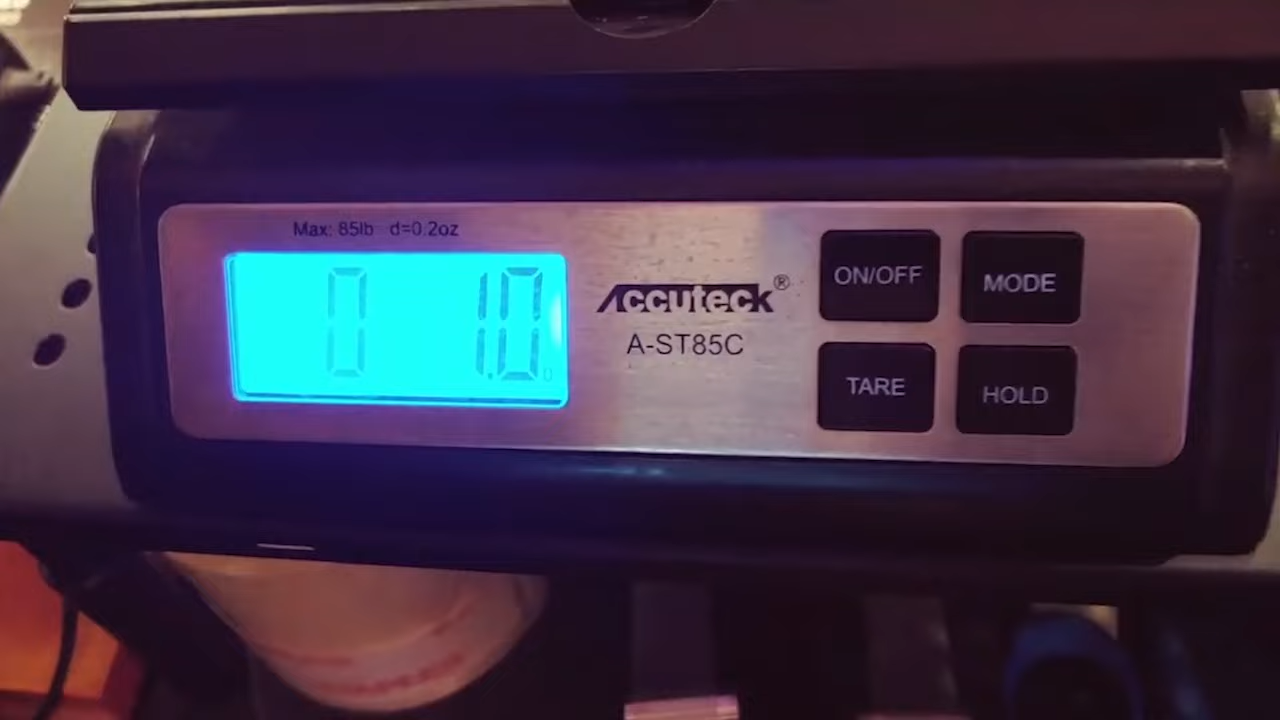 Max: 85lb d=0.2oz
0 1.0
Accuteck®
A-ST85C
ON/OFF
MODE
TARE
HOLD